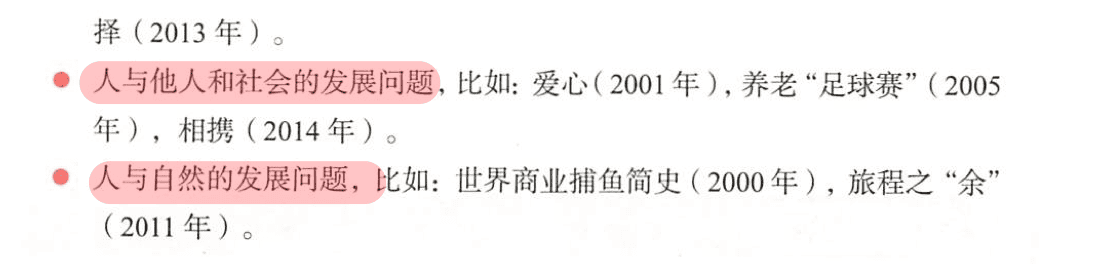 择（2013 年）。
人与他人和社会的发展问题，比如：爱心（2001 年），养老“足球赛”（2005
年），相携（2014 年）。
人与自然的发展问题，比如：世界商业捕鱼简史（2000 年），旅程之“余”
（2011 年）。